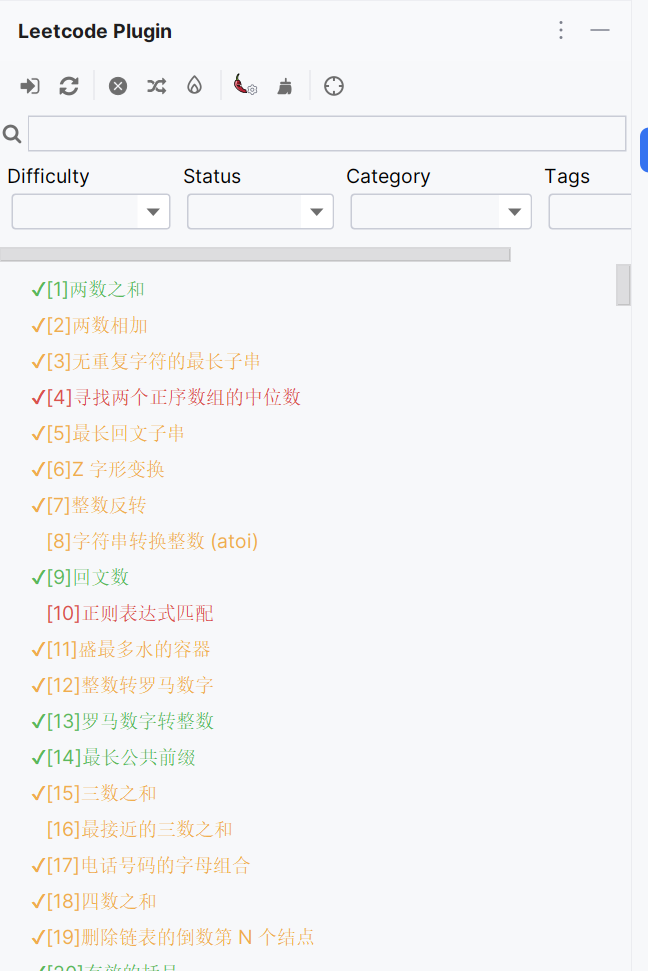 Leetcode Plugin
Difficulty Status Category Tags
✓[1]两数之和
✓[2]两数相加
✓[3]无重复字符的最长子串
✓[4]寻找两个正序数组的中位数
✓[5]最长回文子串
✓[6]Z 字形变换
✓[7]整数反转
[8]字符串转换整数 (atoi)
✓[9]回文数
[10]正则表达式匹配
✓[11]盛最多水的容器
✓[12]整数转罗马数字
✓[13]罗马数字转整数
✓[14]最长公共前缀
✓[15]三数之和
[16]最接近的三数之和
✓[17]电话号码的字母组合
✓[18]四数之和
✓[19]删除链表的倒数第 N 个结点
✓[20]有效的括号